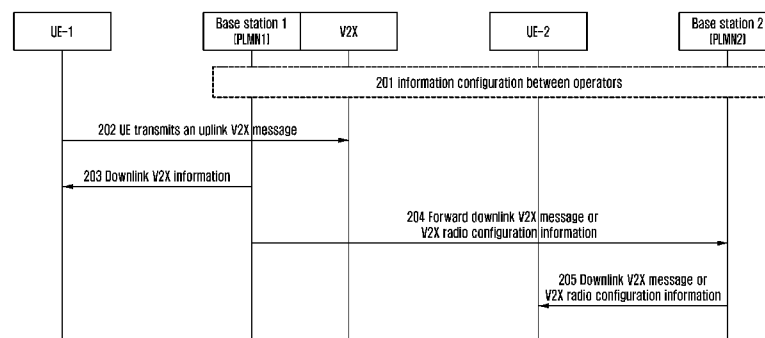 UE-1
Base station 1
[PLMN1]
V2X
UE-2
Base station 2
[PLMN2]
201 information configuration between operators
202 UE transmits an uplink V2X message
203 Downlink V2X information
204 Forward downlink V2X message or
V2X radio configuration information
205 Downlink V2X message or
V2X radio configuration information